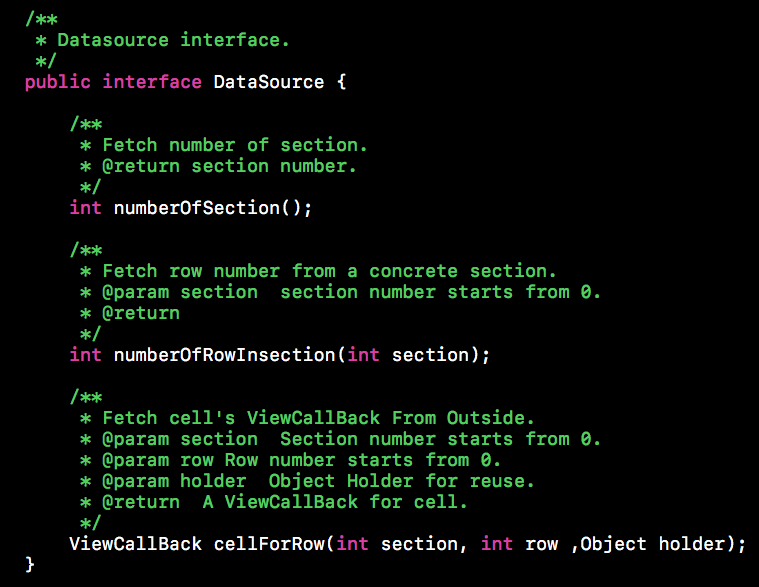 /**
 * Datasource interface.
 */
public interface DataSource {

    /**
     * Fetch number of section.
     * @return section number.
     */
    int numberOfSection();

    /**
     * Fetch row number from a concrete section.
     * @param section  section number starts from 0.
     * @return
     */
    int numberOfRowInsection(int section);

    /**
     * Fetch cell's ViewCallBack From Outside.
     * @param section  Section number starts from 0.
     * @param row Row number starts from 0.
     * @param holder  Object Holder for reuse.
     * @return  A ViewCallBack for cell.
     */
    ViewCallBack cellForRow(int section, int row ,Object holder);
}